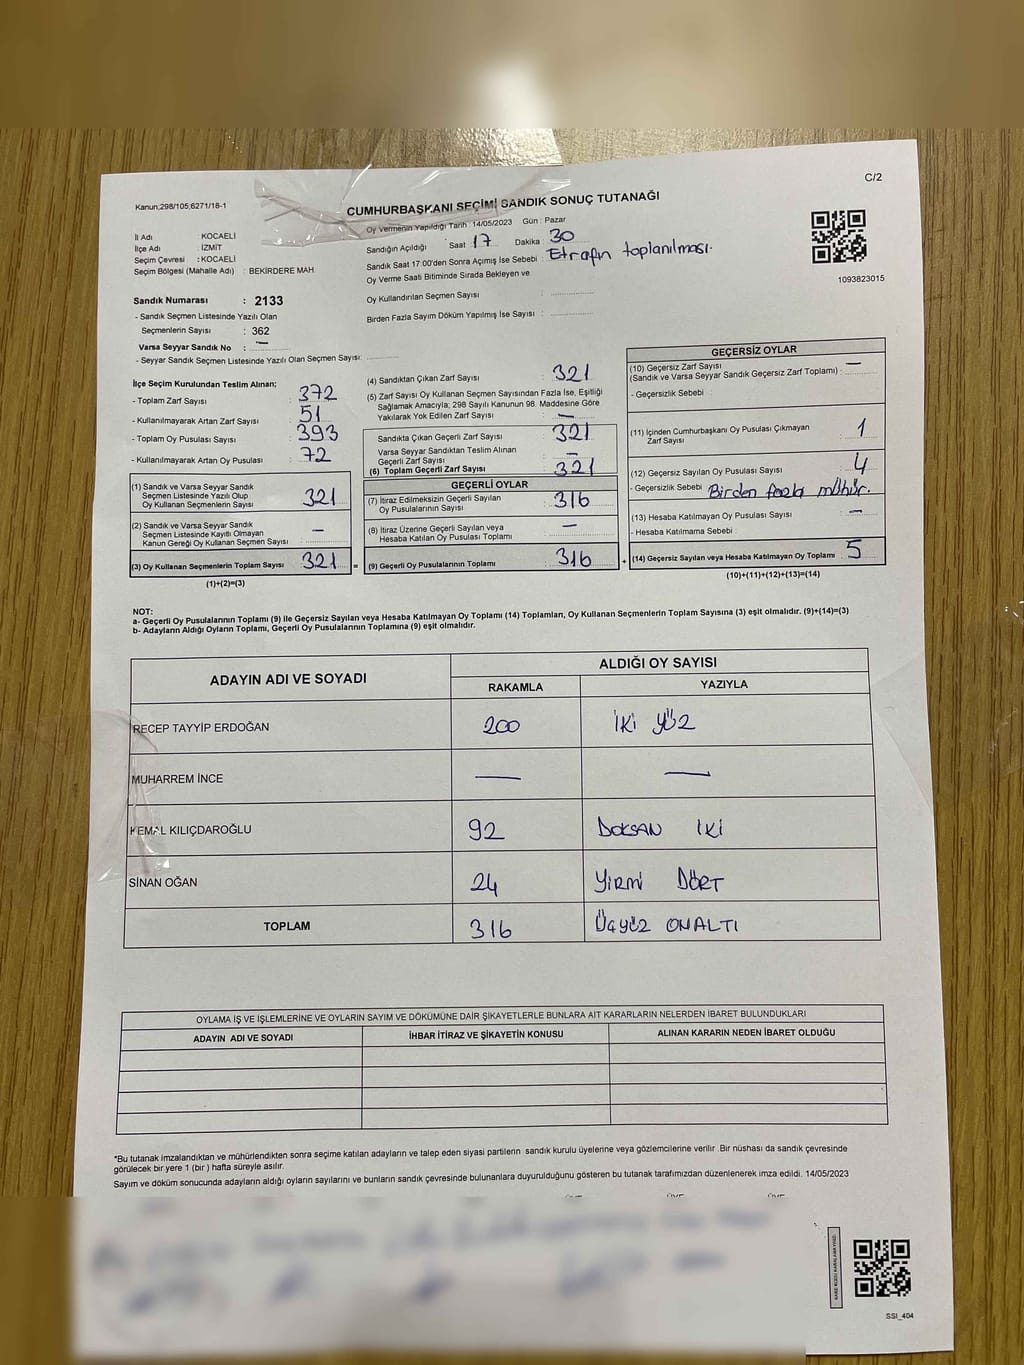 C/2
Kanun;298/105;6271/18-1
CUMHURBAŞKANI SEÇİMİ SANDIK SONUÇ TUTANAĞI
Oy Vermenin Yapıldığı Tarih : 14/05/2023 Gün : Pazar
İl Adı : KOCAELİ
İlçe Adı : İZMİT
Seçim Çevresi : KOCAELİ
Seçim Bölgesi (Mahalle Adı) : BEKİRDERE MAH.
Sandığın Açıldığı Saat : 17 Dakika : 30
Sandık Saat 17:00'den Sonra Açımış İse Sebebi : Etrafın toplanılması.
Oy Verme Saati Bitiminde Sırada Bekleyen ve
Oy Kullandırılan Seçmen Sayısı :
Birden Fazla Sayım Döküm Yapılmış İse Sayısı :
1093823015
Sandık Numarası : 2133
- Sandık Seçmen Listesinde Yazılı Olan
Seçmenlerin Sayısı : 362
Varsa Seyyar Sandık No : —
- Seyyar Sandık Seçmen Listesinde Yazılı Olan Seçmen Sayısı:
İlçe Seçim Kurulundan Teslim Alınan;
- Toplam Zarf Sayısı : 372
- Kullanılmayarak Artan Zarf Sayısı : 51
- Toplam Oy Pusulası Sayısı : 393
- Kullanılmayarak Artan Oy Pusulası : 72
(1) Sandık ve Varsa Seyyar Sandık
Seçmen Listesinde Yazılı Olup
Oy Kullanan Seçmenlerin Sayısı : 321
(2) Sandık ve Varsa Seyyar Sandık
Seçmen Listesinde Kayıtlı Olmayan
Kanun Gereği Oy Kullanan Seçmen Sayısı : —
(3) Oy Kullanan Seçmenlerin Toplam Sayısı : 321
(1)+(2)=(3)
(4) Sandıktan Çıkan Zarf Sayısı : 321
(5) Zarf Sayısı Oy Kullanan Seçmen Sayısından Fazla İse, Eşitliği
Sağlamak Amacıyla; 298 Sayılı Kanunun 98. Maddesine Göre
Yakılarak Yok Edilen Zarf Sayısı : —
Sandıkta Çıkan Geçerli Zarf Sayısı : 321
Varsa Seyyar Sandıktan Teslim Alınan
Geçerli Zarf Sayısı : —
(6) Toplam Geçerli Zarf Sayısı : 321
GEÇERLİ OYLAR
(7) İtiraz Edilmeksizin Geçerli Sayılan
Oy Pusulalarının Sayısı : 316
(8) İtiraz Üzerine Geçerli Sayılan veya
Hesaba Katılan Oy Pusulası Toplamı : —
= (9) Geçerli Oy Pusulalarının Toplamı : 316
GEÇERSİZ OYLAR
(10) Geçersiz Zarf Sayısı
(Sandık ve Varsa Seyyar Sandık Geçersiz Zarf Toplamı) : —
- Geçersizlik Sebebi :
(11) İçinden Cumhurbaşkanı Oy Pusulası Çıkmayan
Zarf Sayısı : 1
(12) Geçersiz Sayılan Oy Pusulası Sayısı : 4
- Geçersizlik Sebebi : Birden fazla mühür.
(13) Hesaba Katılmayan Oy Pusulası Sayısı : —
- Hesaba Katılmama Sebebi :
+ (14) Geçersiz Sayılan veya Hesaba Katılmayan Oy Toplamı : 5
(10)+(11)+(12)+(13)=(14)
NOT:
a- Geçerli Oy Pusulalarının Toplamı (9) ile Geçersiz Sayılan veya Hesaba Katılmayan Oy Toplamı (14) Toplamları, Oy Kullanan Seçmenlerin Toplam Sayısına (3) eşit olmalıdır. (9)+(14)=(3)
b- Adayların Aldığı Oyların Toplamı, Geçerli Oy Pusulalarının Toplamına (9) eşit olmalıdır.
ADAYIN ADI VE SOYADI
ALDIĞI OY SAYISI
RAKAMLA YAZIYLA
RECEP TAYYİP ERDOĞAN 200 İKİ YÜZ
MUHARREM İNCE — —
KEMAL KILIÇDAROĞLU 92 DOKSAN İKİ
SİNAN OĞAN 24 YİRMİ DÖRT
TOPLAM 316 ÜÇYÜZ ONALTI
OYLAMA İŞ VE İŞLEMLERİNE VE OYLARIN SAYIM VE DÖKÜMÜNE DAİR ŞİKAYETLERLE BUNLARA AİT KARARLARIN NELERDEN İBARET BULUNDUKLARI
ADAYIN ADI VE SOYADI İHBAR İTİRAZ VE ŞİKAYETİN KONUSU ALINAN KARARIN NEDEN İBARET OLDUĞU
*Bu tutanak imzalandıktan ve mühürlendikten sonra seçime katılan adayların ve talep eden siyasi partilerin sandık kurulu üyelerine veya gözlemcilerine verilir .Bir nüshası da sandık çevresinde
görülecek bir yere 1 (bir ) hafta süreyle asılır.
Sayım ve döküm sonucunda adayların aldığı oyların sayılarını ve bunların sandık çevresinde bulunanlara duyurulduğunu gösteren bu tutanak tarafımızdan düzenlenerek imza edildi. 14/05/2023
SSI_404